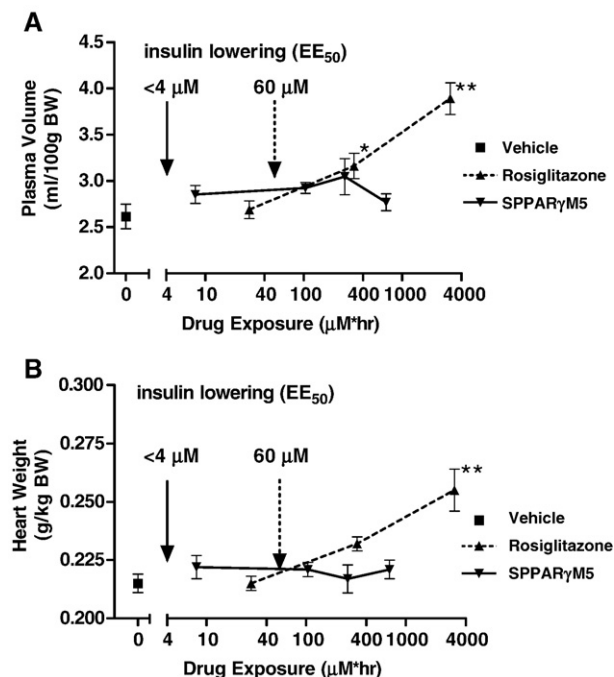 A
insulin lowering (EE50)
<4 μM
60 μM
4.5
4.0
3.5
3.0
2.5
2.0
Plasma Volume
(ml/100g BW)
*
**
Vehicle
Rosiglitazone
SPPARγM5
0 4 10 40 100 400 1000 4000
Drug Exposure (μM*hr)
B
insulin lowering (EE50)
<4 μM
60 μM
0.300
0.275
0.250
0.225
0.200
Heart Weight
(g/kg BW)
**
Vehicle
Rosiglitazone
SPPARγM5
0 4 10 40 100 400 1000 4000
Drug Exposure (μM*hr)